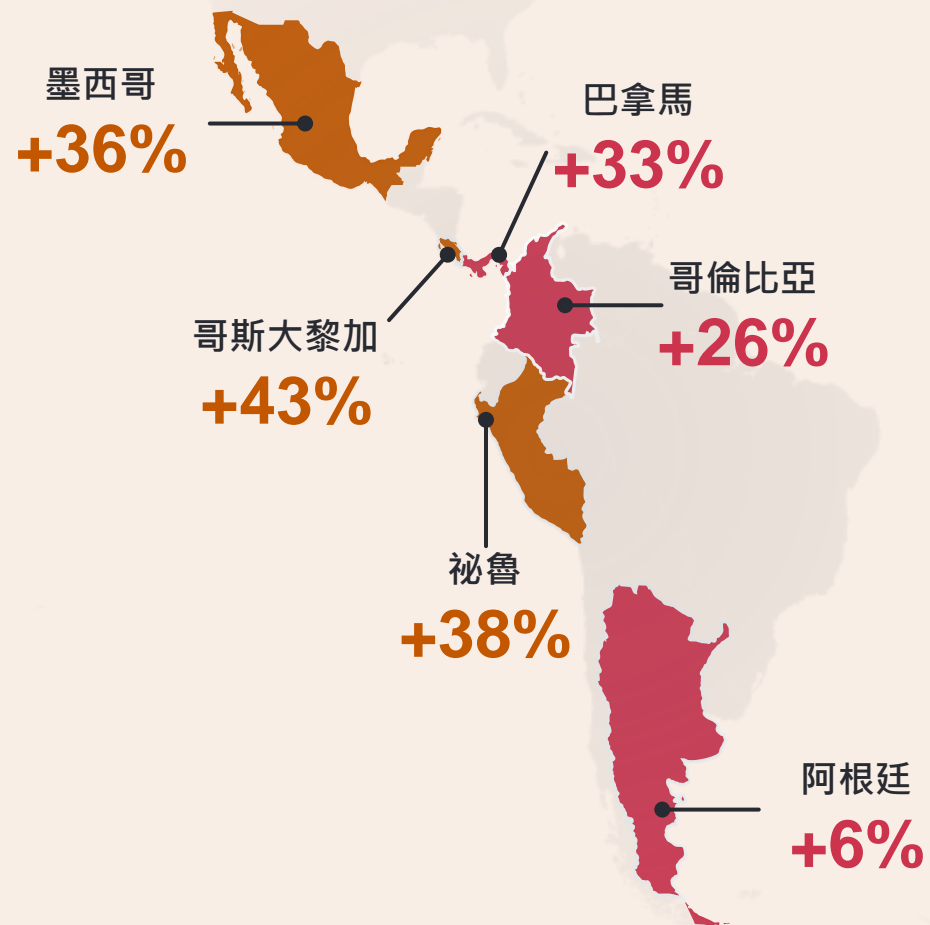 墨西哥
+36%
巴拿馬
+33%
哥倫比亞
+26%
哥斯大黎加
+43%
祕魯
+38%
阿根廷
+6%